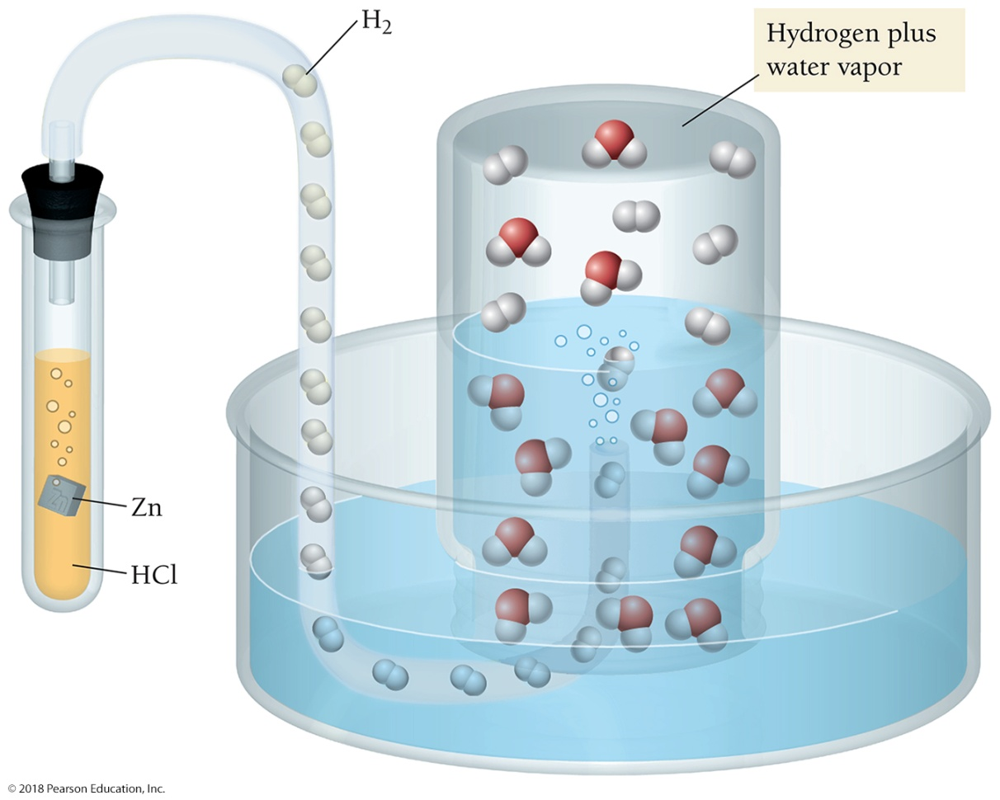 H₂
Hydrogen plus
water vapor
Zn
Zn
HCl
© 2018 Pearson Education, Inc.